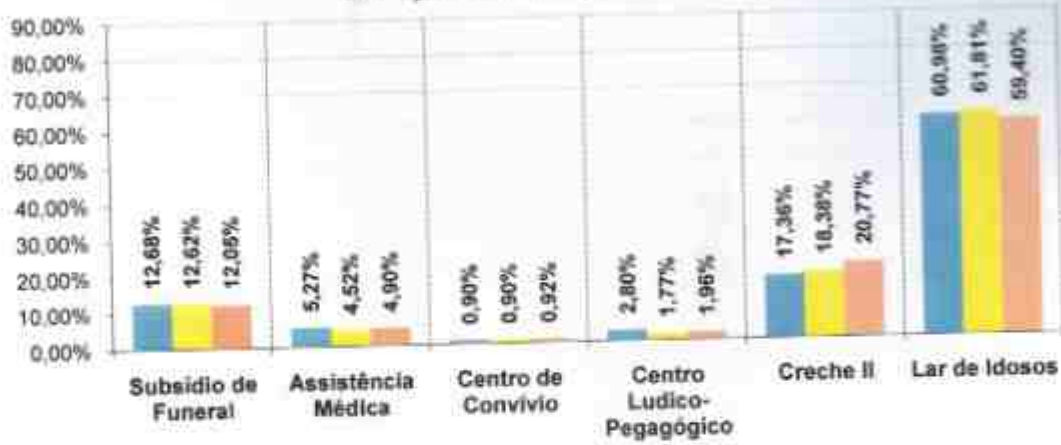 90,00%
80,00%
70,00%
60,00%
50,00%
40,00%
30,00%
20,00%
10,00%
0,00%
12,68% 12,62% 12,05%
5,27% 4,52% 4,90%
0,90% 0,90% 0,92%
2,80% 1,77% 1,96%
17,36% 18,38% 20,77%
60,98% 61,81% 59,40%
Subsídio de
Funeral
Assistência
Médica
Centro de
Convívio
Centro
Ludico-
Pegagógico
Creche II
Lar de Idosos